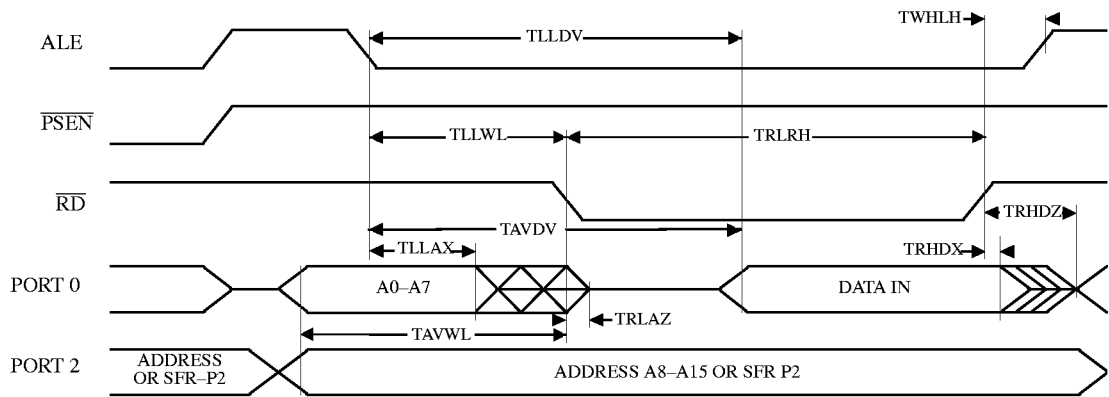 TWHLH
ALE
TLLDV
PSEN
TLLWL
TRLRH
RD
TAVDV
TRHDZ
TLLAX
TRHDX
PORT 0
A0–A7
DATA IN
TRLAZ
TAVWL
PORT 2
ADDRESS
OR SFR–P2
ADDRESS A8–A15 OR SFR P2